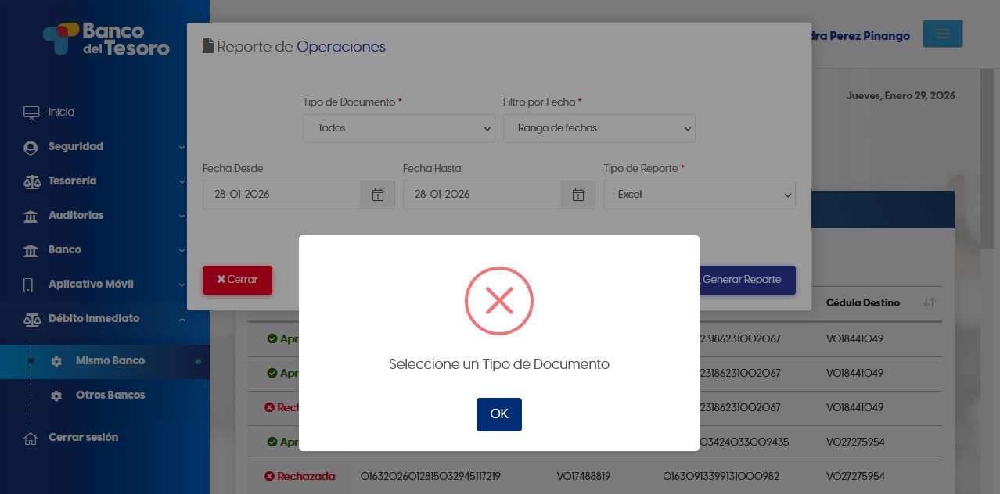 Banco
del Tesoro
Reporte de Operaciones
dra Perez Pinango
Jueves, Enero 29, 2026
Inicio
Seguridad
Tesorería
Auditorias
Banco
Aplicativo Móvil
Débito Inmediato
Mismo Banco
Otros Bancos
Cerrar sesión
Tipo de Documento * Filtro por Fecha *
Todos Rango de fechas
Fecha Desde Fecha Hasta Tipo de Reporte *
28-01-2026 28-01-2026 Excel
Cerrar Generar Reporte
Seleccione un Tipo de Documento
OK
Cédula Destino
Apr 23186231002067 V018441049
Apr 23186231002067 V018441049
Rech 23186231002067 V018441049
Apr 03424033009435 V027275954
Rechazada 01632026012815032945117219 V017488819 01630913399131000982 V027275954